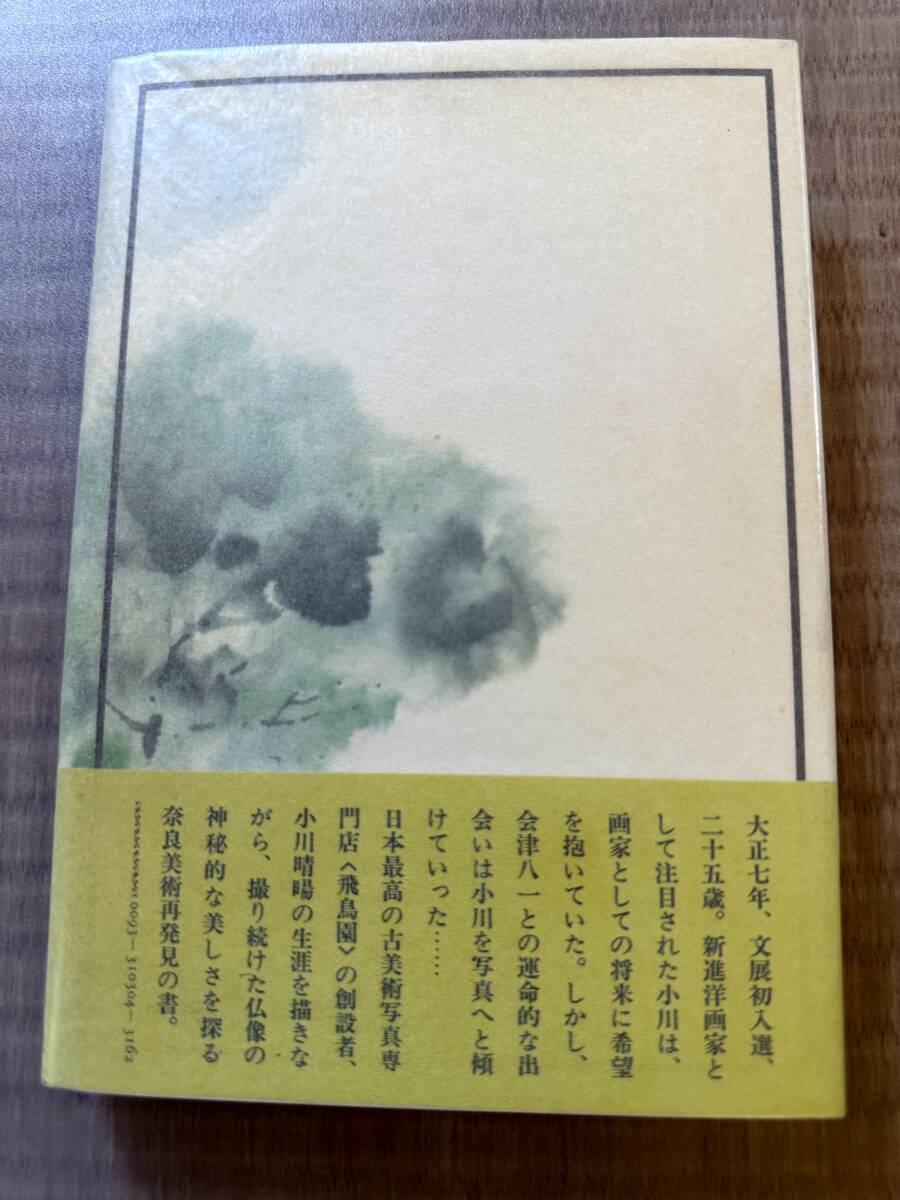 大正七年、文展初入選、
二十五歳。新進洋画家と
して注目された小川は、
画家としての将来に希望
を抱いていた。しかし、
会津八一との運命的な出
会いは小川を写真へと傾
けていった……
日本最高の古美術写真専
門店〈飛鳥園〉の創設者、
小川晴暘の生涯を描きな
がら、撮り続けた仏像の
神秘的な美しさを探る
奈良美術再発見の書。
0093－310304－3162